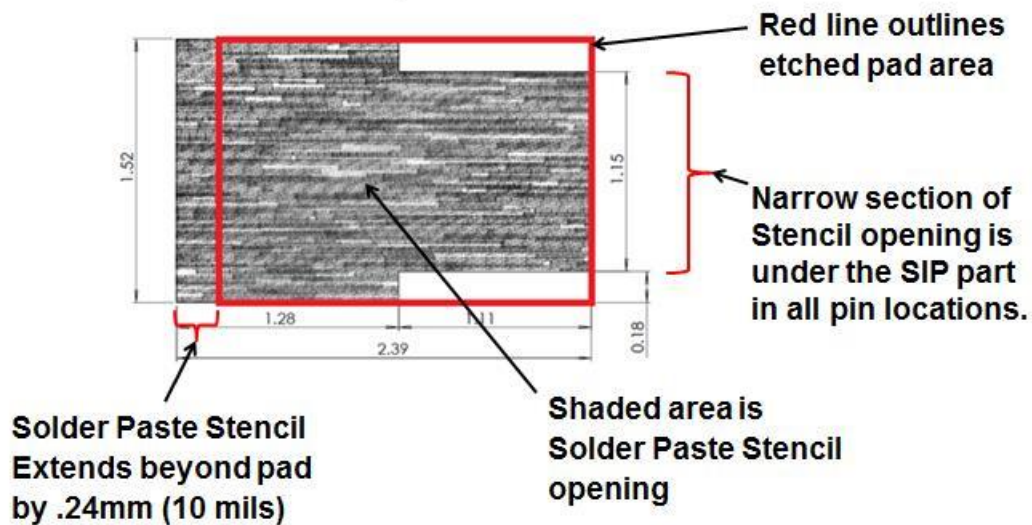 Red line outlines
etched pad area
1.52
1.15
Narrow section of
Stencil opening is
under the SIP part
in all pin locations.
1.28
1.11
0.18
2.39
Solder Paste Stencil
Extends beyond pad
by .24mm (10 mils)
Shaded area is
Solder Paste Stencil
opening